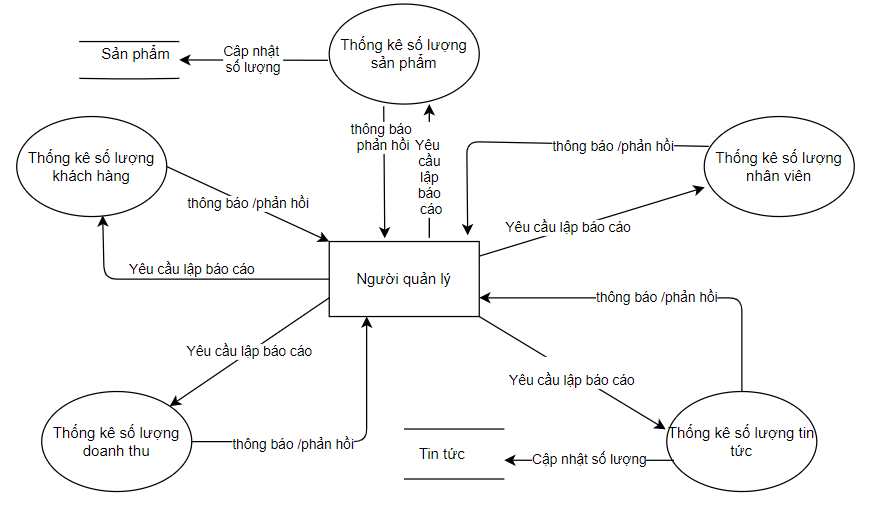 Thống kê số lượng
sản phẩm
Sản phẩm
Câp nhật
số lượng
thông báo
phản hồi
Yêu
cầu
lập
báo
cáo
thông báo /phản hồi
Thống kê số lượng
nhân viên
Thống kê số lượng
khách hàng
thông báo /phản hồi
Yêu cầu lập báo cáo
Yêu cầu lập báo cáo
Người quản lý
thông báo /phản hồi
Yêu cầu lập báo cáo
Yêu cầu lập báo cáo
Thống kê số lượng
doanh thu
thông báo /phản hồi
Thống kê số lượng tin
tức
Tin tức
Cập nhật số lượng